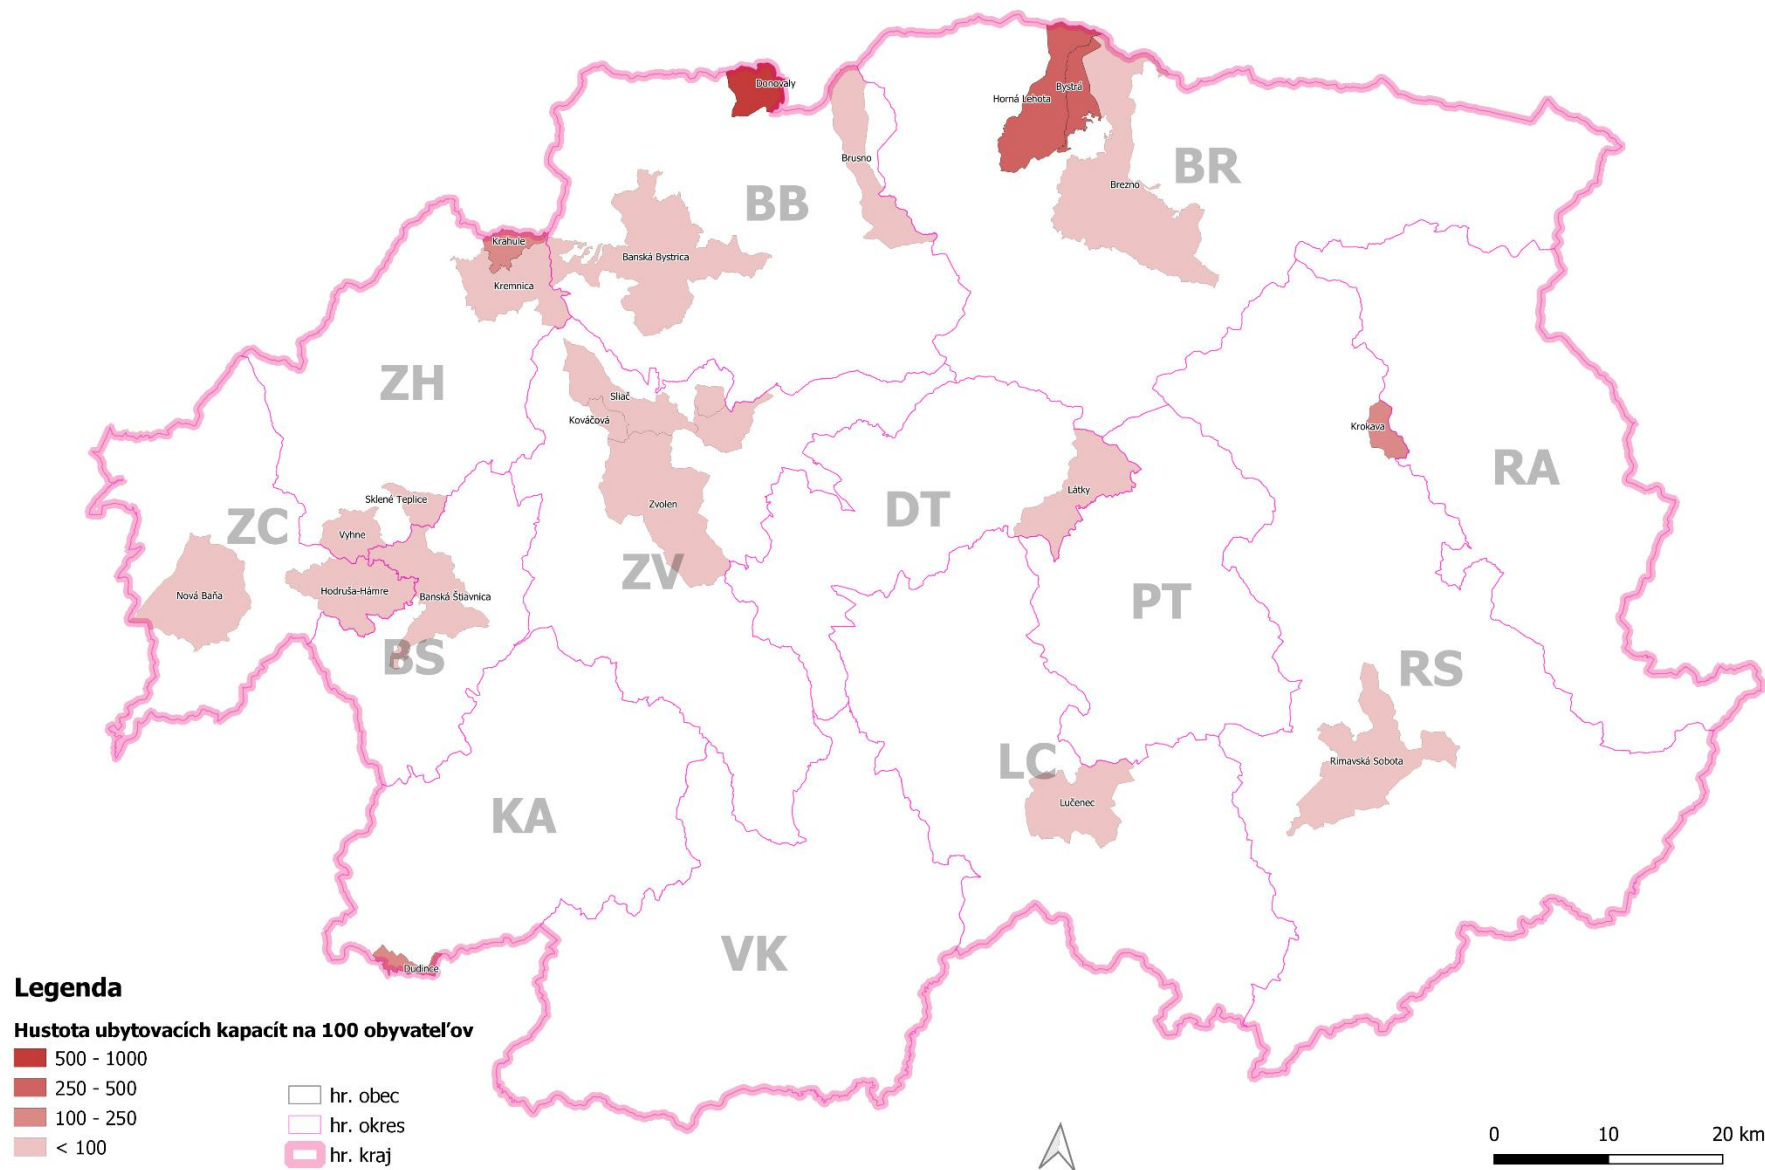 Donovaly
Bystrá
Horná Lehota
Brusno
BR
Brezno
BB
Krahule
Banská Bystrica
Kremnica
ZH
Sliač
Kováčová
Krokava
RA
Látky
Sklené Teplice
DT
Zvolen
ZC
Vyhne
ZV
Hodruša-Hámre
Nová Baňa
Banská Štiavnica
PT
BS
RS
LC
Rimavská Sobota
Lučenec
KA
VK
Dudince
Legenda
Hustota ubytovacích kapacít na 100 obyvateľov
500 - 1000
250 - 500
100 - 250
< 100
hr. obec
hr. okres
hr. kraj
0 10 20 km